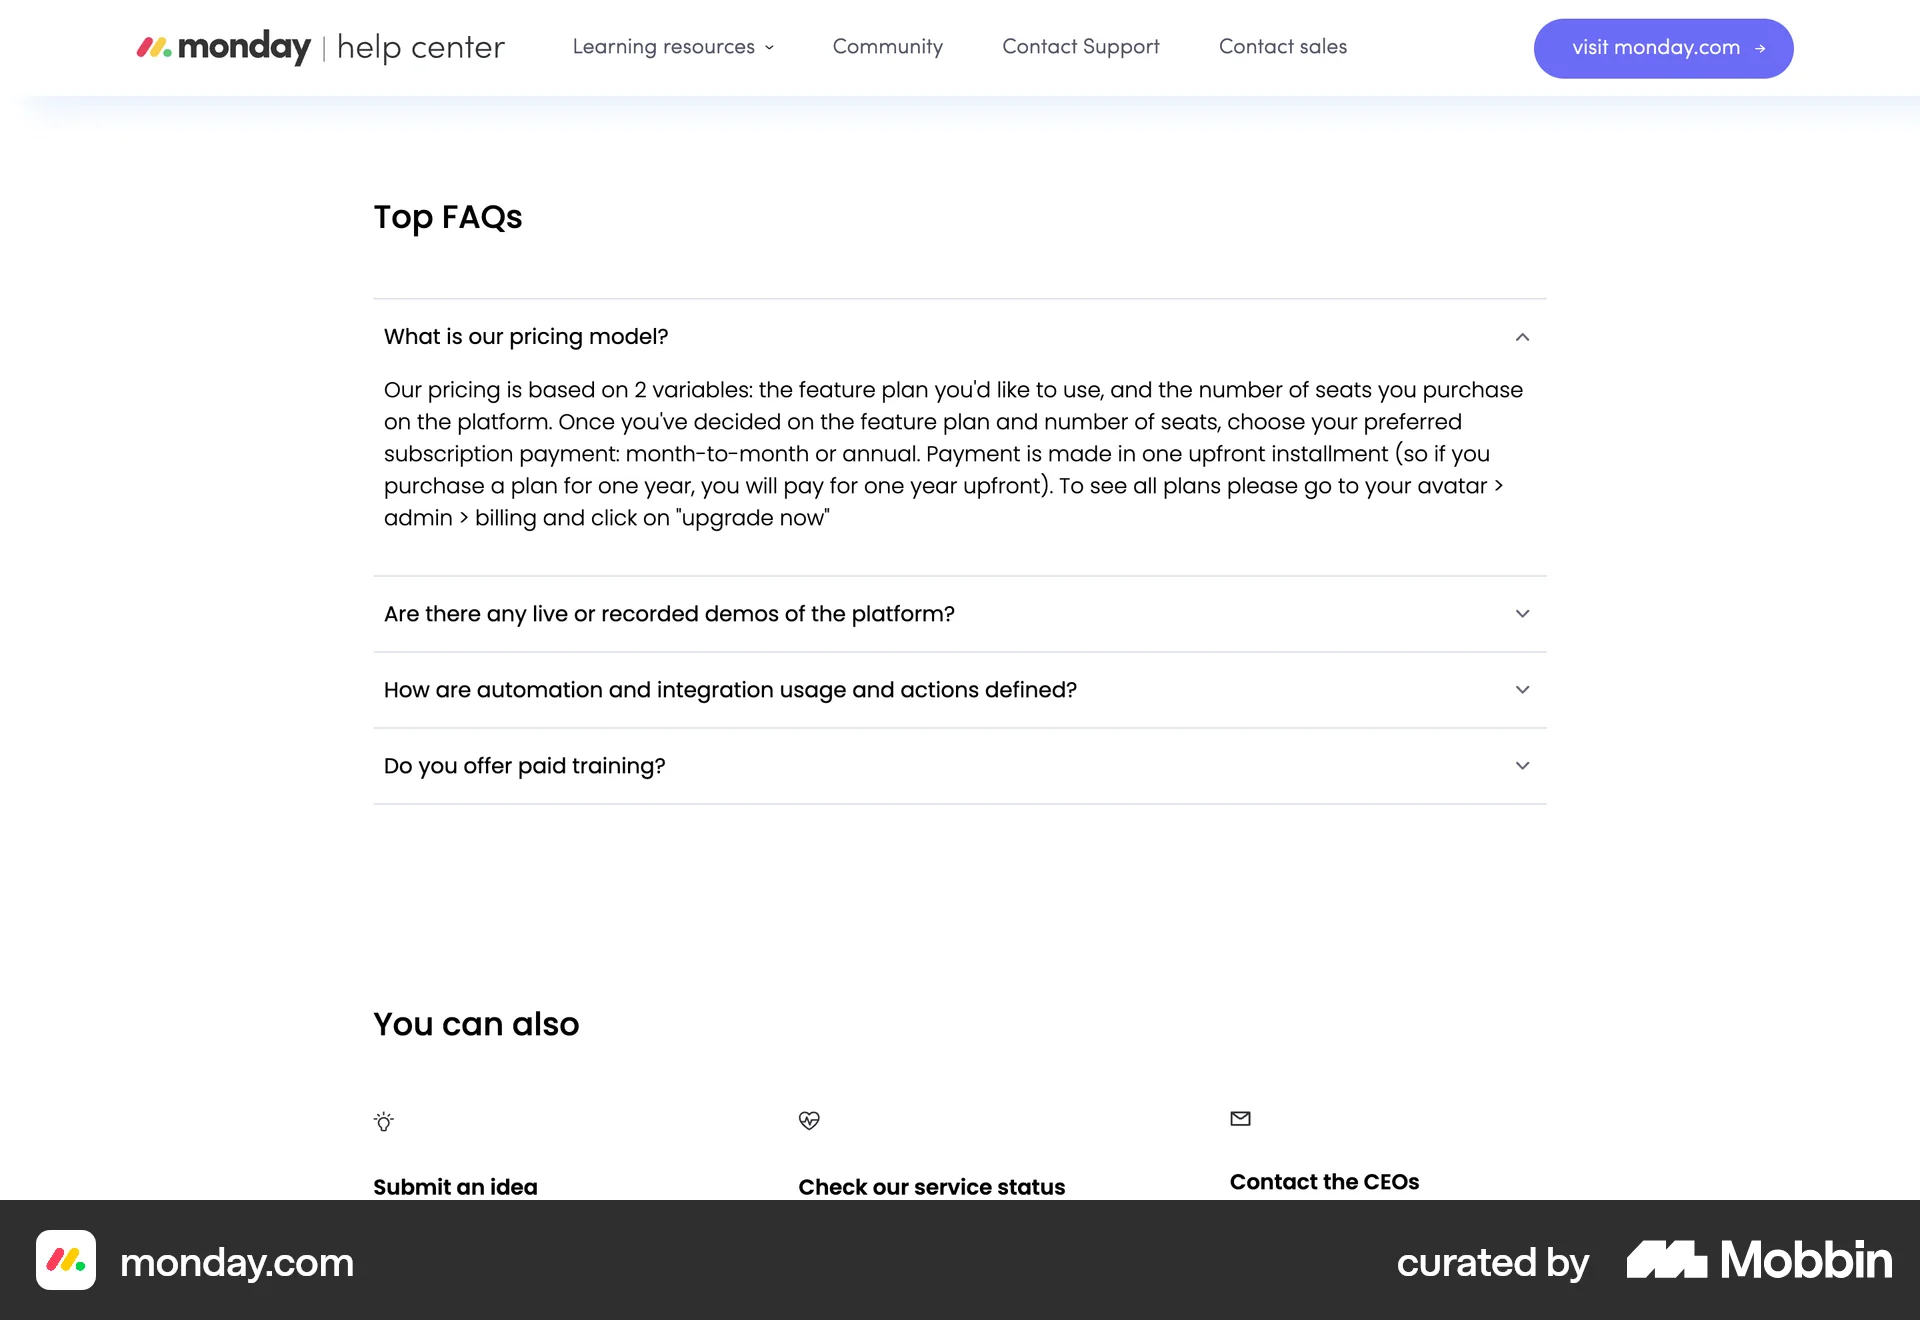 monday | help center
Learning resources
Community
Contact Support
Contact sales
visit monday.com →
Top FAQs
What is our pricing model?
Our pricing is based on 2 variables: the feature plan you'd like to use, and the number of seats you purchase
on the platform. Once you've decided on the feature plan and number of seats, choose your preferred
subscription payment: month-to-month or annual. Payment is made in one upfront installment (so if you
purchase a plan for one year, you will pay for one year upfront). To see all plans please go to your avatar >
admin > billing and click on "upgrade now"
Are there any live or recorded demos of the platform?
How are automation and integration usage and actions defined?
Do you offer paid training?
You can also
Submit an idea
Check our service status
Contact the CEOs
monday.com
curated by Mobbin